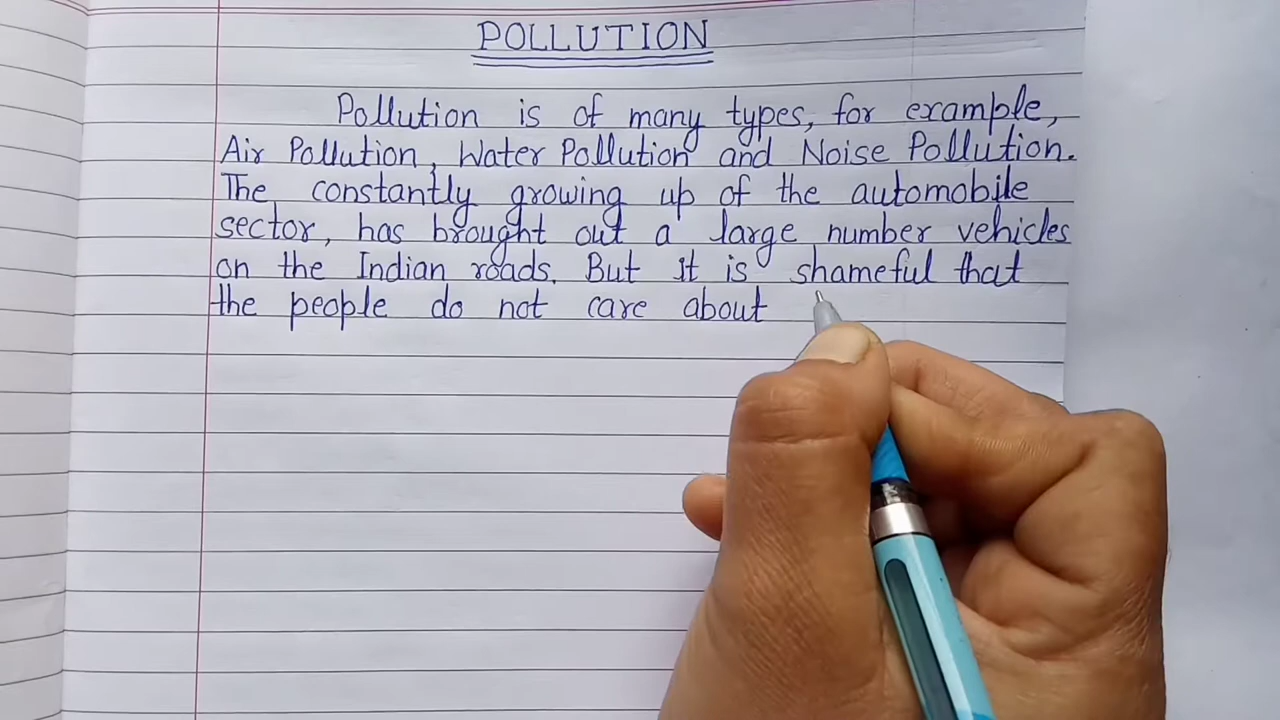 POLLUTION
Pollution is of many types, for example,
Air Pollution, Water Pollution and Noise Pollution.
The constantly growing up of the automobile
sector, has brought out a large number vehicles
on the Indian roads. But it is shameful that
the people do not care about